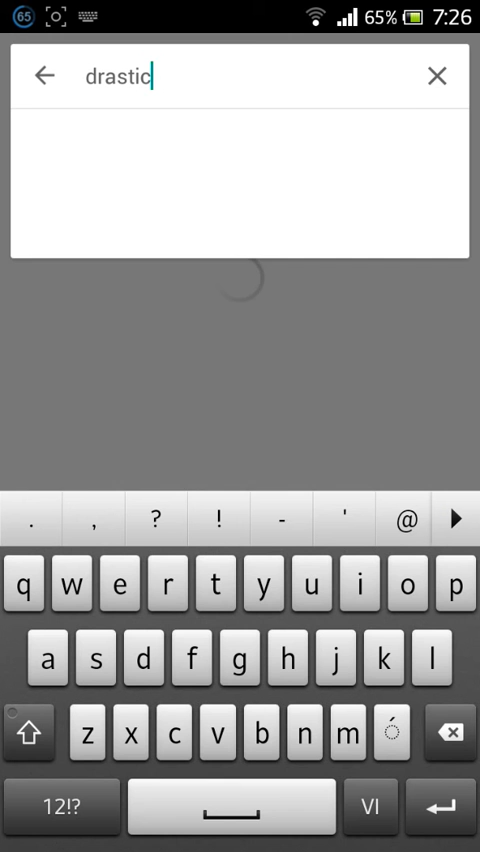 65 65% 7:26
drastic
. , ? ! - ' @
q w e r t y u i o p
a s d f g h j k l
z x c v b n m ́
12!? VI